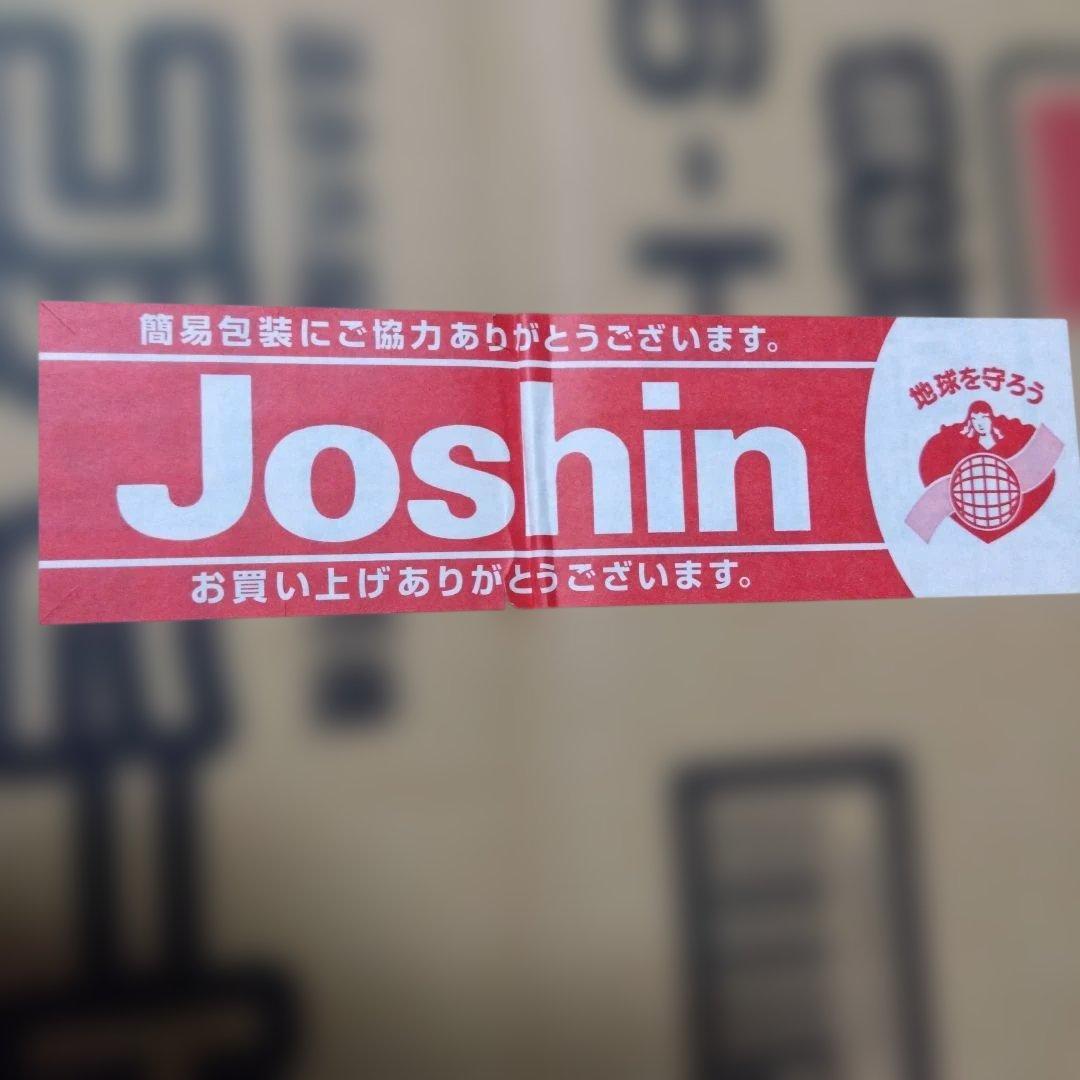 簡易包装にご協力ありがとうございます。
Joshin
お買い上げありがとうございます。
地球を守ろう